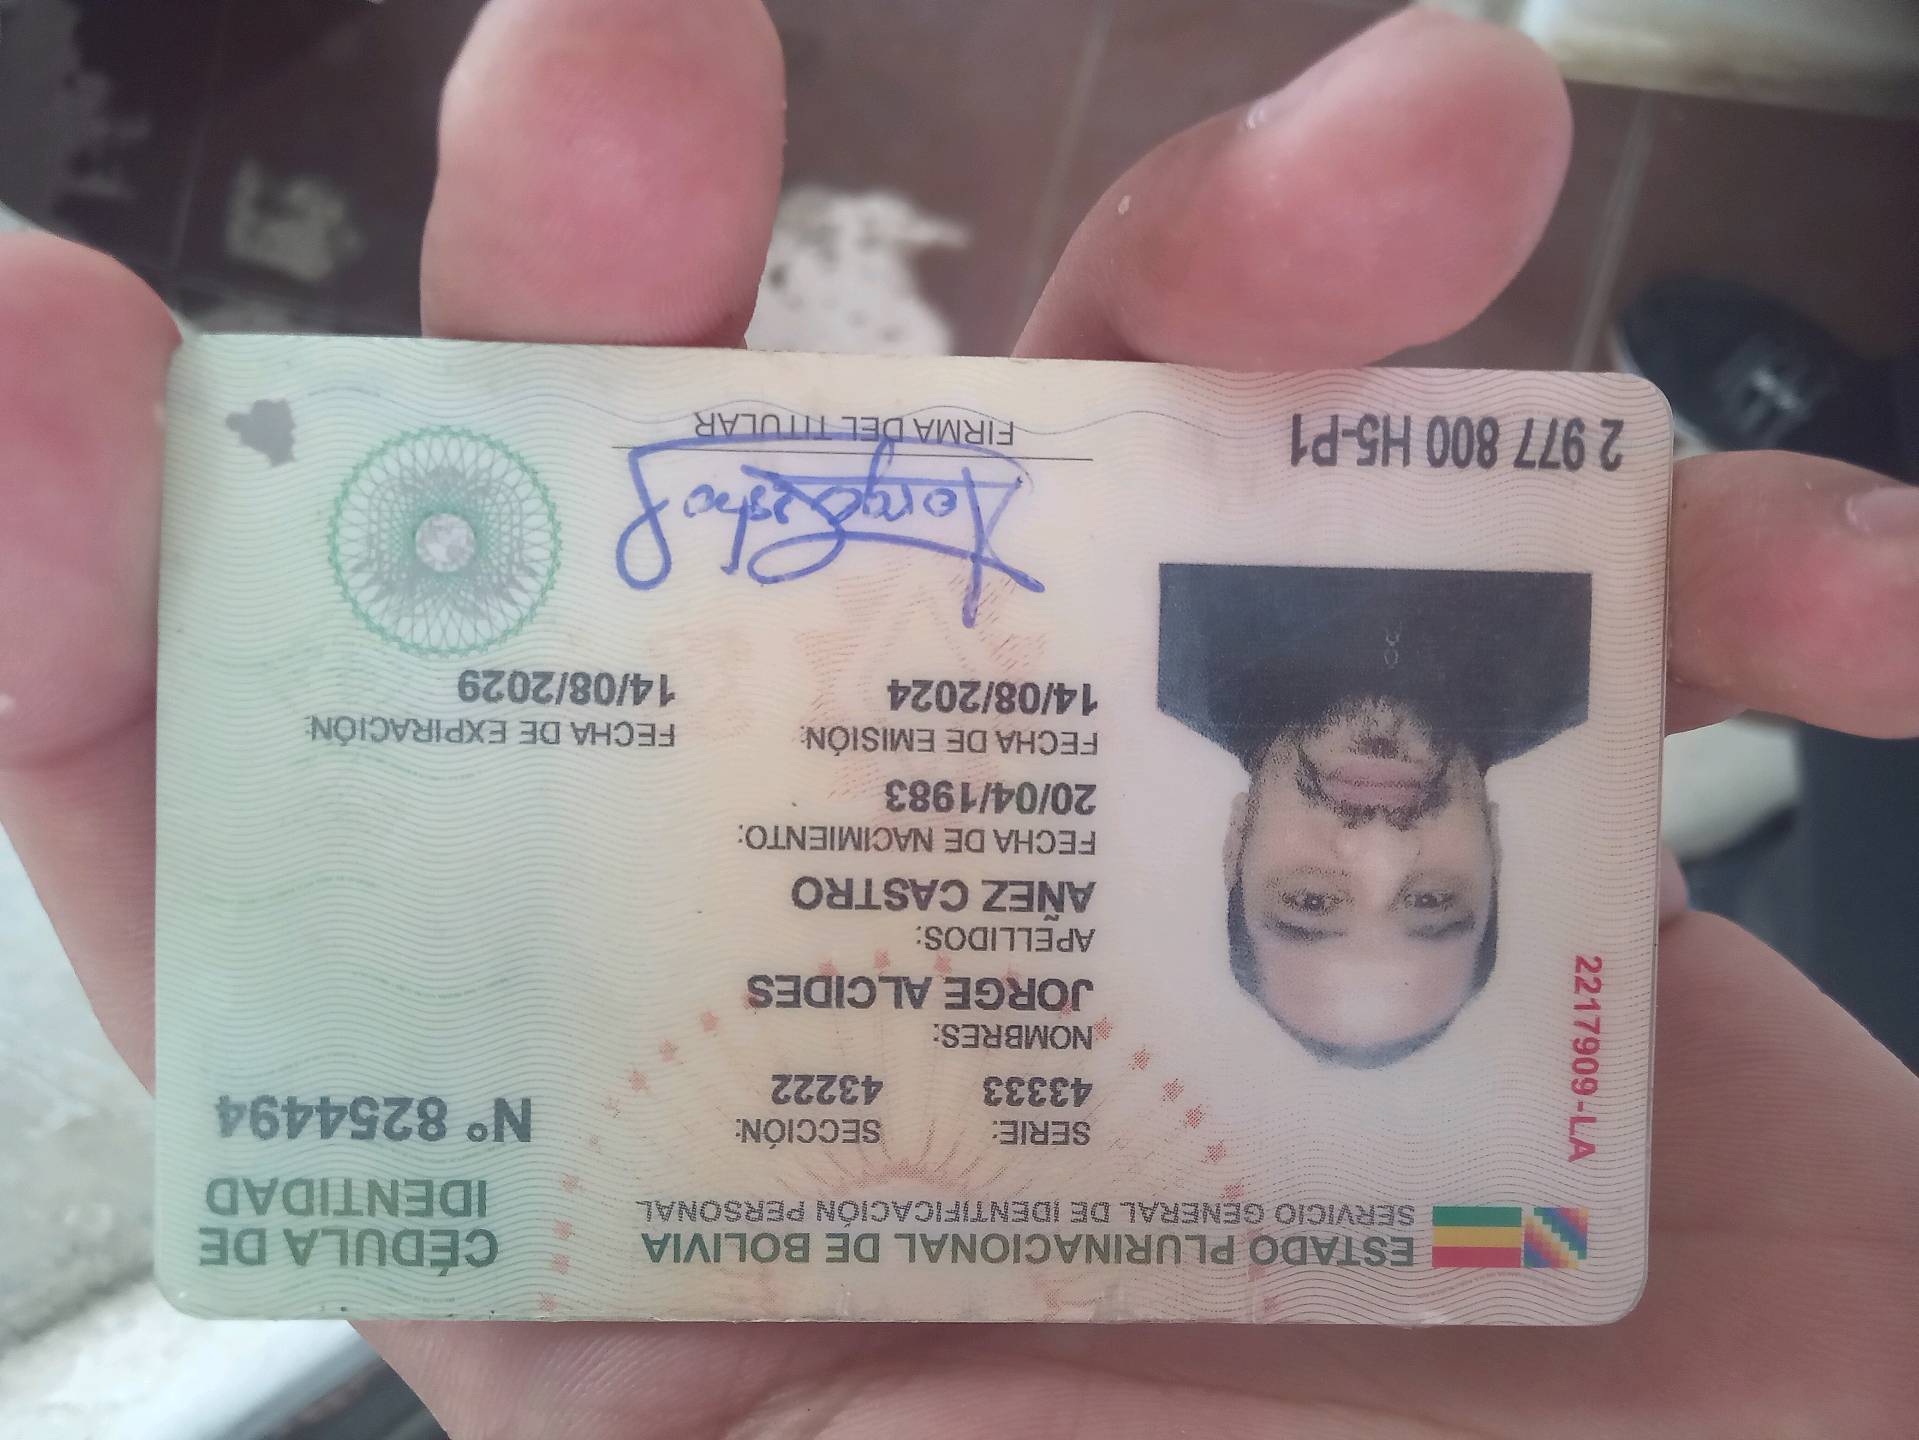 ESTADO PLURINACIONAL DE BOLIVIA
SERVICIO GENERAL DE IDENTIFICACIÓN PERSONAL
CÉDULA DE
IDENTIDAD
SERIE: SECCIÓN:
43333 43222
N° 8254494
NOMBRES:
JORGE ALCIDES
APELLIDOS:
AÑEZ CASTRO
FECHA DE NACIMIENTO:
20/04/1983
FECHA DE EMISIÓN: FECHA DE EXPIRACIÓN:
14/08/2024 14/08/2029
FIRMA DEL TITULAR
2217909-LA
2 977 800 H5-P1